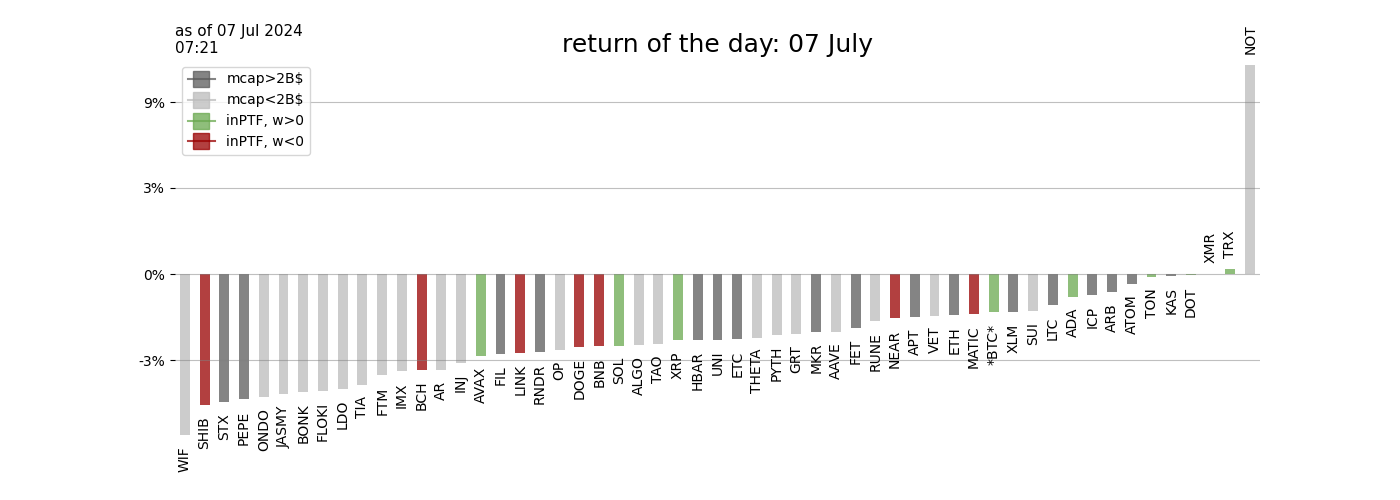 as of 07 Jul 2024
07:21
return of the day: 07 July
mcap>2B$
mcap<2B$
inPTF, w>0
inPTF, w<0
9%
3%
0%
-3%
WIF
SHIB
STX
PEPE
ONDO
JASMY
BONK
FLOKI
LDO
TIA
FTM
IMX
BCH
AR
INJ
AVAX
FIL
LINK
RNDR
OP
DOGE
BNB
SOL
ALGO
TAO
XRP
HBAR
UNI
ETC
THETA
PYTH
GRT
MKR
AAVE
FET
RUNE
NEAR
APT
VET
ETH
MATIC
*BTC*
XLM
SUI
LTC
ADA
ICP
ARB
ATOM
TON
KAS
DOT
XMR
TRX
NOT